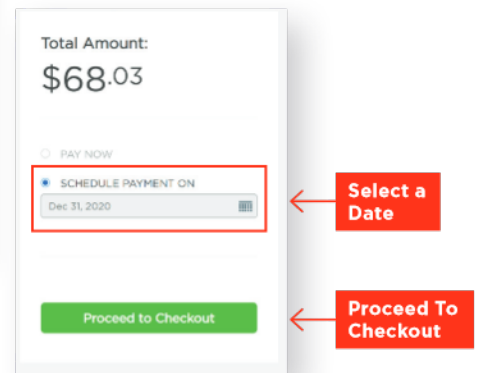 Total Amount:
$68.03
PAY NOW
SCHEDULE PAYMENT ON
Dec 31, 2020
Select a
Date
Proceed to Checkout
Proceed To
Checkout